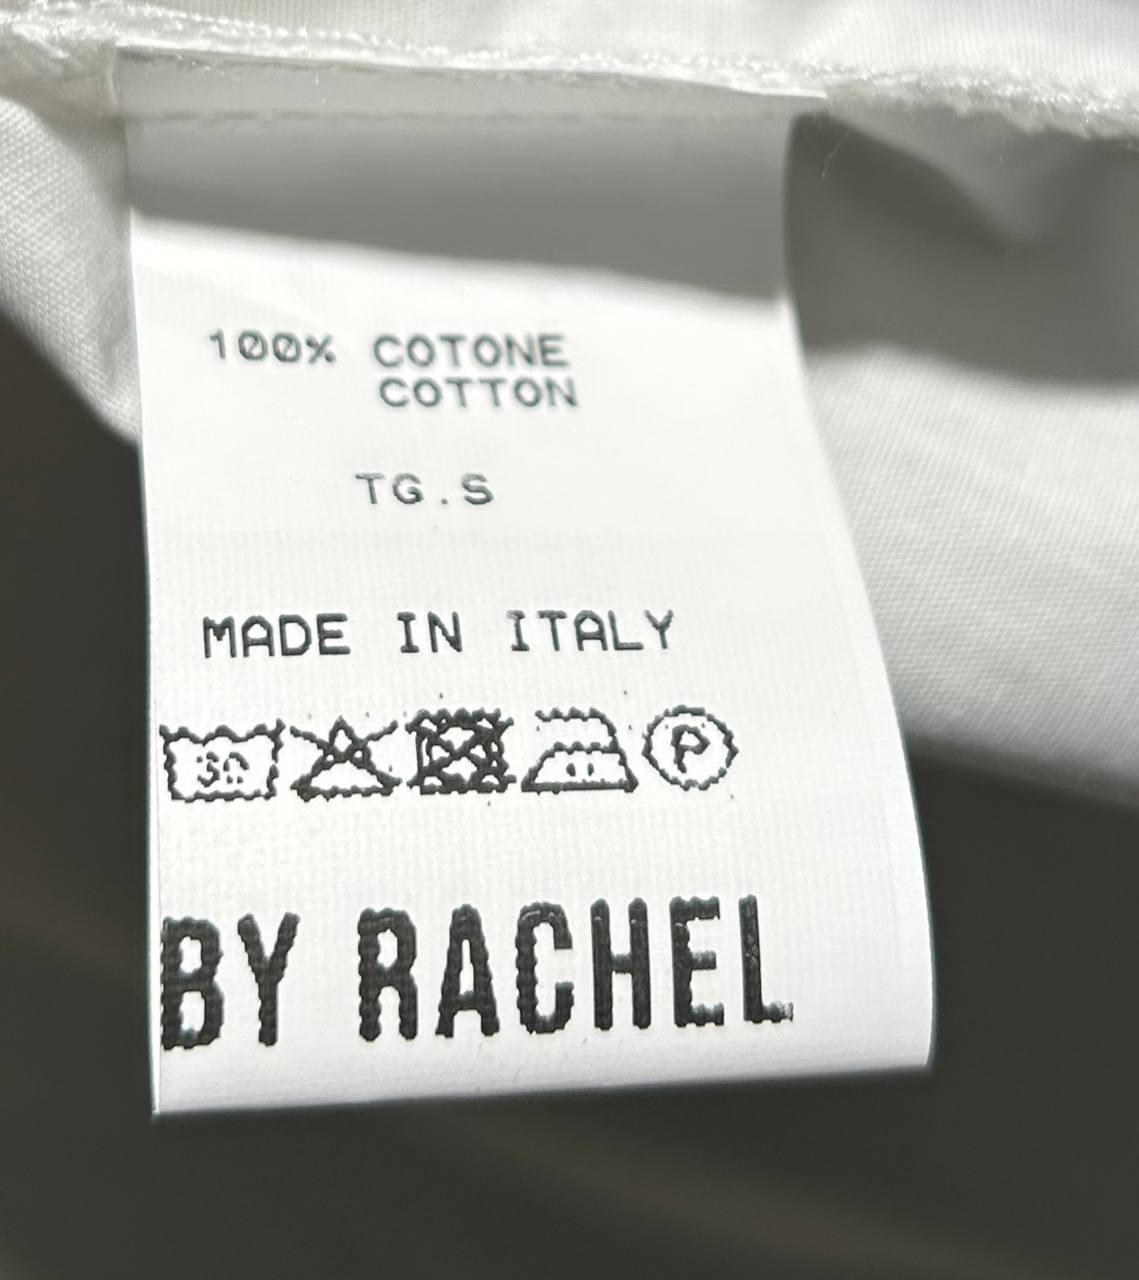 100% COTONE
COTTON
TG.S
MADE IN ITALY
30 P
BY RACHEL